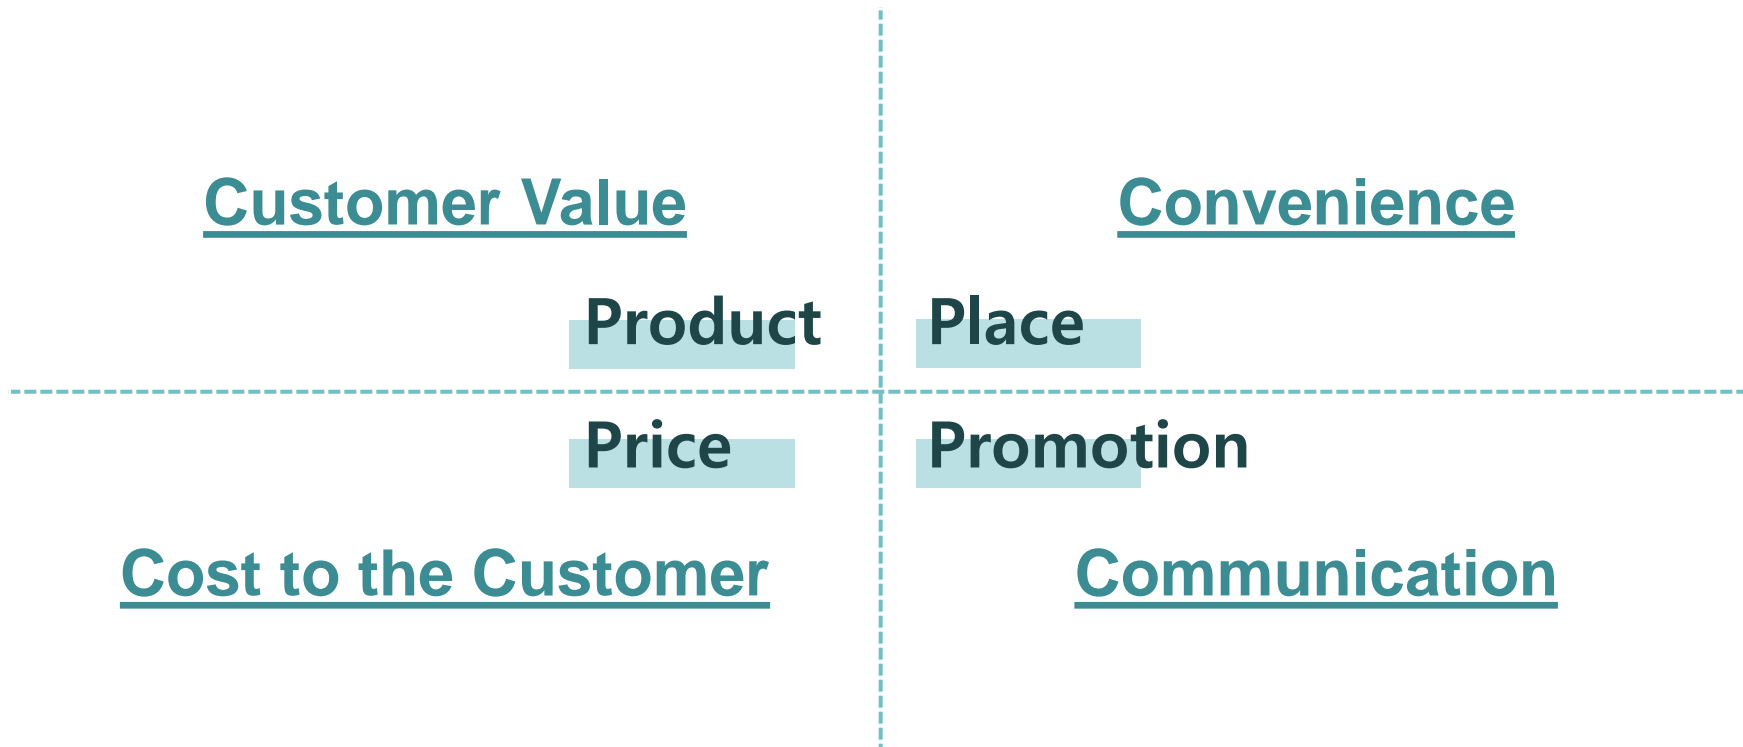 Customer Value
Convenience
Product
Place
Price
Promotion
Cost to the Customer
Communication